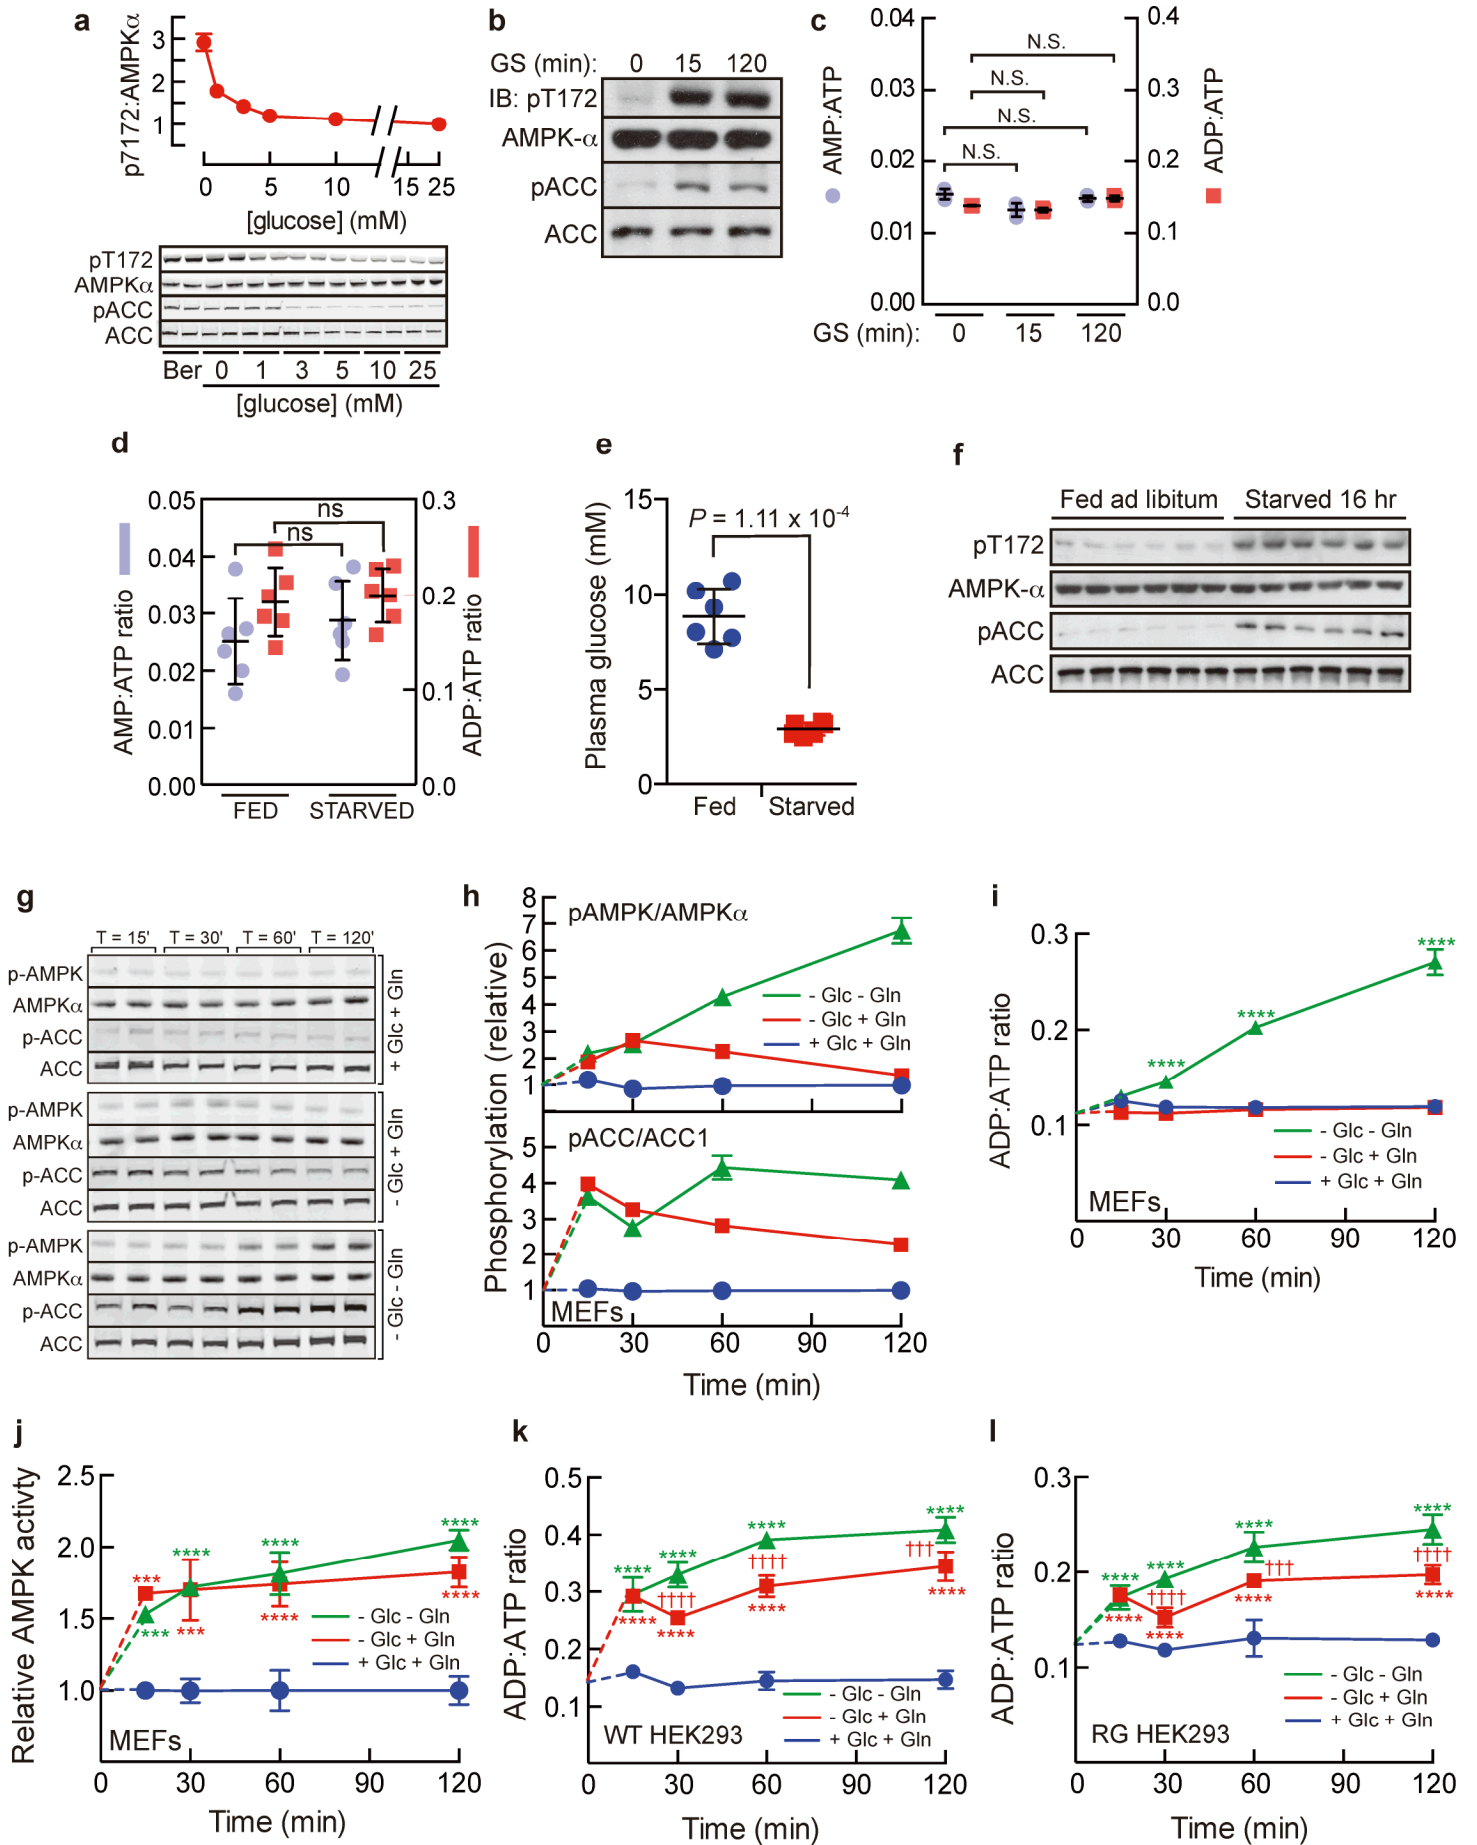 a
p7172:AMPKα
3
2
1
0 5 10 15 25
[glucose] (mM)
pT172
AMPKα
pACC
ACC
Ber 0 1 3 5 10 25
[glucose] (mM)
b
GS (min): 0 15 120
IB: pT172
AMPK-α
pACC
ACC
c
AMP:ATP
0.04
0.03
0.02
0.01
0.00
N.S.
N.S.
N.S.
N.S.
0.4
0.3
0.2
0.1
0.0
ADP:ATP
GS (min): 0 15 120
d
AMP:ATP ratio
0.05
0.04
0.03
0.02
0.01
0.00
ns
ns
0.3
0.2
0.1
0.0
ADP:ATP ratio
FED STARVED
e
Plasma glucose (mM)
15
10
5
0
P = 1.11 x 10-4
Fed Starved
f
Fed ad libitum Starved 16 hr
pT172
AMPK-α
pACC
ACC
g
T = 15' T = 30' T = 60' T = 120'
p-AMPK
AMPKα
p-ACC
ACC
+ Glc + Gln
p-AMPK
AMPKα
p-ACC
ACC
- Glc + Gln
p-AMPK
AMPKα
p-ACC
ACC
- Glc - Gln
h
Phosphorylation (relative)
8
7
6
5
4
3
2
1
pAMPK/AMPKα
- Glc - Gln
- Glc + Gln
+ Glc + Gln
5
4
3
2
1
pACC/ACC1
MEFs
0 30 60 90 120
Time (min)
i
ADP:ATP ratio
0.3
0.2
0.1
****
****
****
- Glc - Gln
- Glc + Gln
+ Glc + Gln
MEFs
0 30 60 90 120
Time (min)
j
Relative AMPK activty
2.5
2.0
1.5
1.0
*** **** **** ****
*** *** **** ****
- Glc - Gln
- Glc + Gln
+ Glc + Gln
MEFs
0 30 60 90 120
Time (min)
k
ADP:ATP ratio
0.5
0.4
0.3
0.2
0.1
**** **** **** ****
†††† †††† †††
**** **** **** ****
- Glc - Gln
- Glc + Gln
+ Glc + Gln
WT HEK293
0 30 60 90 120
Time (min)
l
ADP:ATP ratio
0.3
0.2
0.1
**** **** ****
†††† ††† ††††
**** **** **** ****
- Glc - Gln
- Glc + Gln
+ Glc + Gln
RG HEK293
0 30 60 90 120
Time (min)